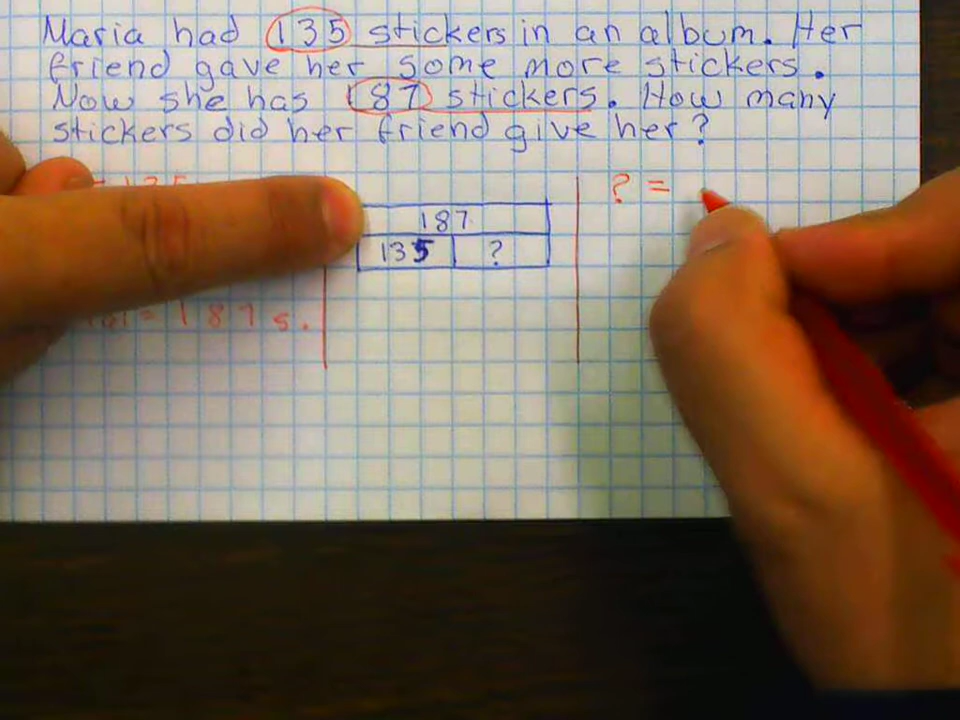 Maria had 135 stickers in an album. Her
friend gave her some more stickers.
Now she has 187 stickers. How many
stickers did her friend give her?
? =
187
135 ?
= 187 s.